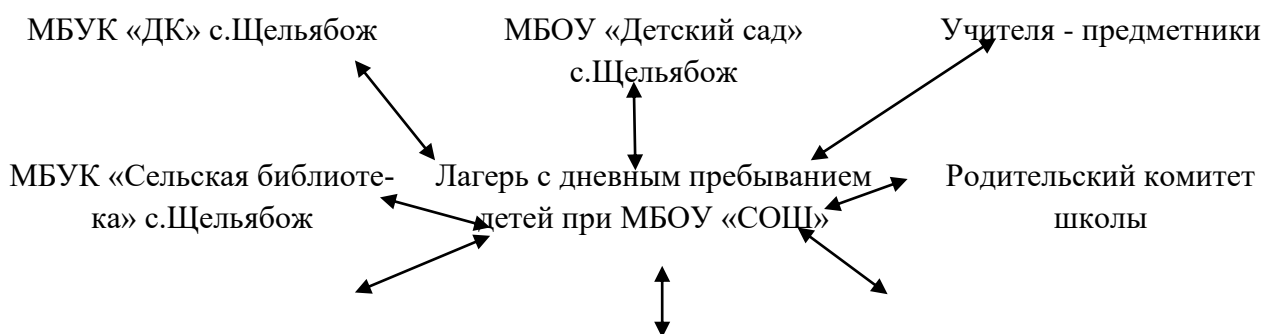 МБУК «ДК» с.Щельябож
МБОУ «Детский сад»
с.Щельябож
Учителя - предметники
МБУК «Сельская библиоте-
ка» с.Щельябож
Лагерь с дневным пребыванием
детей при МБОУ «СОШ»
Родительский комитет
школы